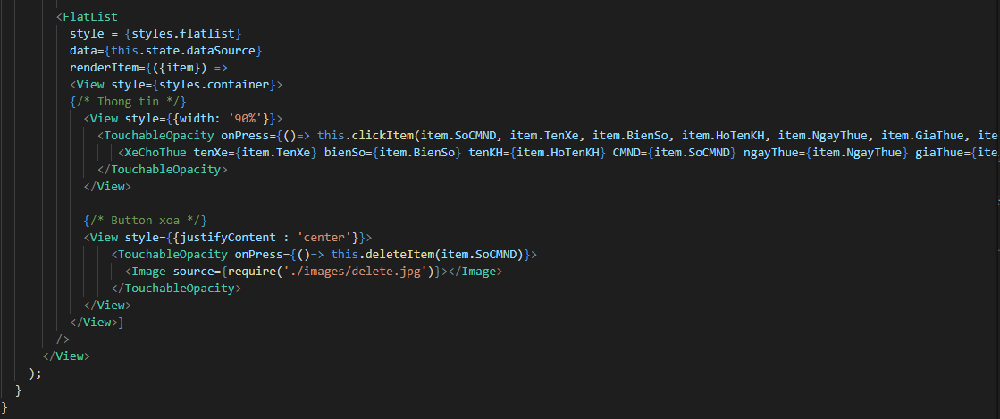 <FlatList
style = {styles.flatlist}
data={this.state.dataSource}
renderItem={({item}) =>
<View style={styles.container}>
{/* Thong tin */}
<View style={{width: '90%'}}>
<TouchableOpacity onPress={()=> this.clickItem(item.SoCMND, item.TenXe, item.BienSo, item.HoTenKH, item.NgayThue, item.GiaThue, ite
<XeChoThue tenXe={item.TenXe} bienSo={item.BienSo} tenKH={item.HoTenKH} CMND={item.SoCMND} ngayThue={item.NgayThue} giaThue={ite
</TouchableOpacity>
</View>
{/* Button xoa */}
<View style={{justifyContent : 'center'}}>
<TouchableOpacity onPress={()=> this.deleteItem(item.SoCMND)}>
<Image source={require('./images/delete.jpg')}></Image>
</TouchableOpacity>
</View>
</View>}
/>
</View>
);
}
}